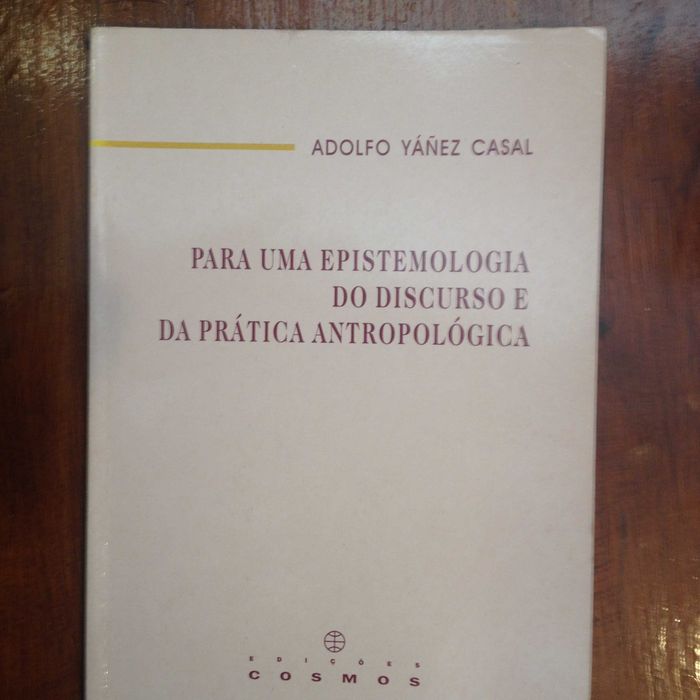 ADOLFO YÁÑEZ CASAL
PARA UMA EPISTEMOLOGIA
DO DISCURSO E
DA PRÁTICA ANTROPOLÓGICA
EDIÇÕES
COSMOS